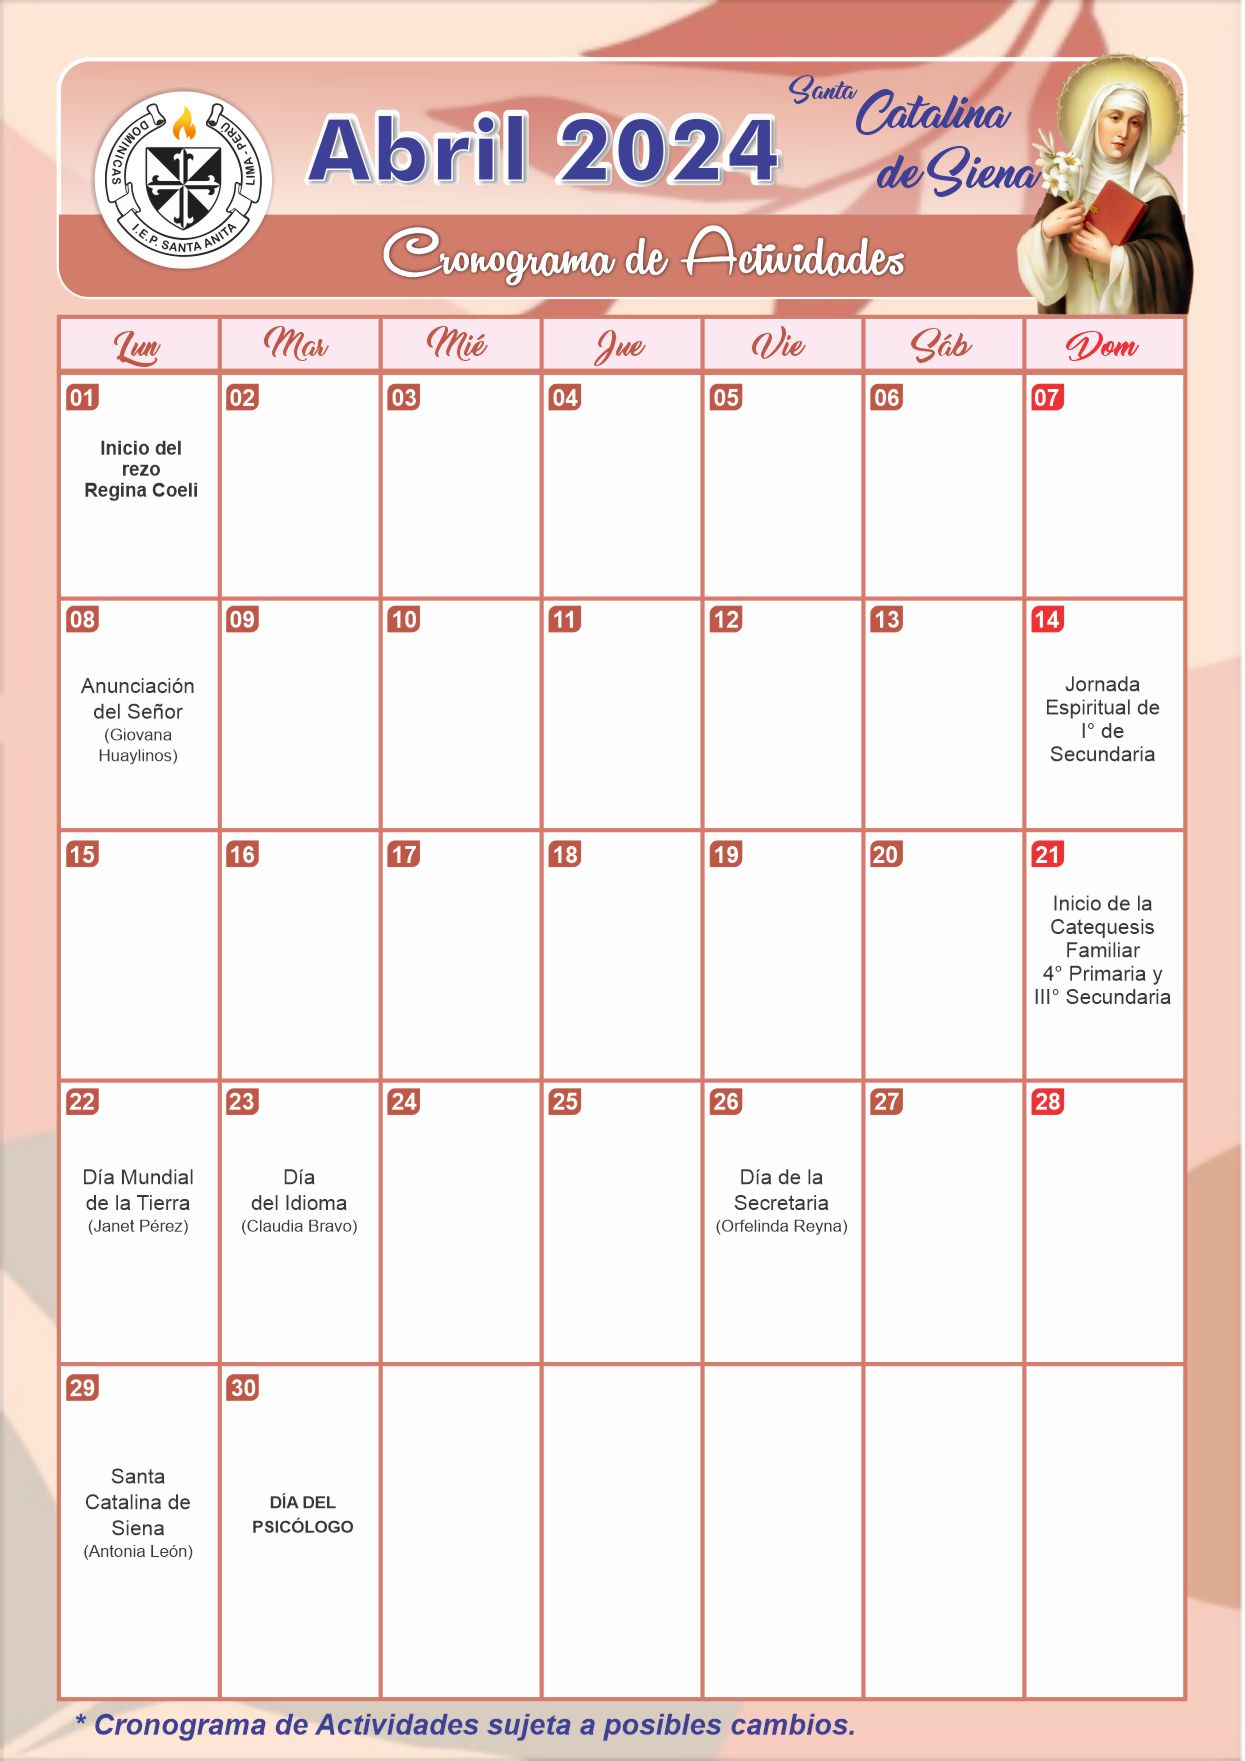 DOMINICAS
LIMA - PERÚ
I.E.P. SANTA ANITA
Abril 2024
Santa
Catalina
de Siena
Cronograma de Actividades
Lun Mar Mié Jue Vie Sáb Dom
01 02 03 04 05 06 07
Inicio del
rezo
Regina Coeli
08 09 10 11 12 13 14
Anunciación
del Señor
(Giovana
Huaylinos)
Jornada
Espiritual de
I° de
Secundaria
15 16 17 18 19 20 21
Inicio de la
Catequesis
Familiar
4° Primaria y
III° Secundaria
22 23 24 25 26 27 28
Día Mundial
de la Tierra
(Janet Pérez)
Día
del Idioma
(Claudia Bravo)
Día de la
Secretaria
(Orfelinda Reyna)
29 30
Santa
Catalina de
Siena
(Antonia León)
DÍA DEL
PSICÓLOGO
* Cronograma de Actividades sujeta a posibles cambios.